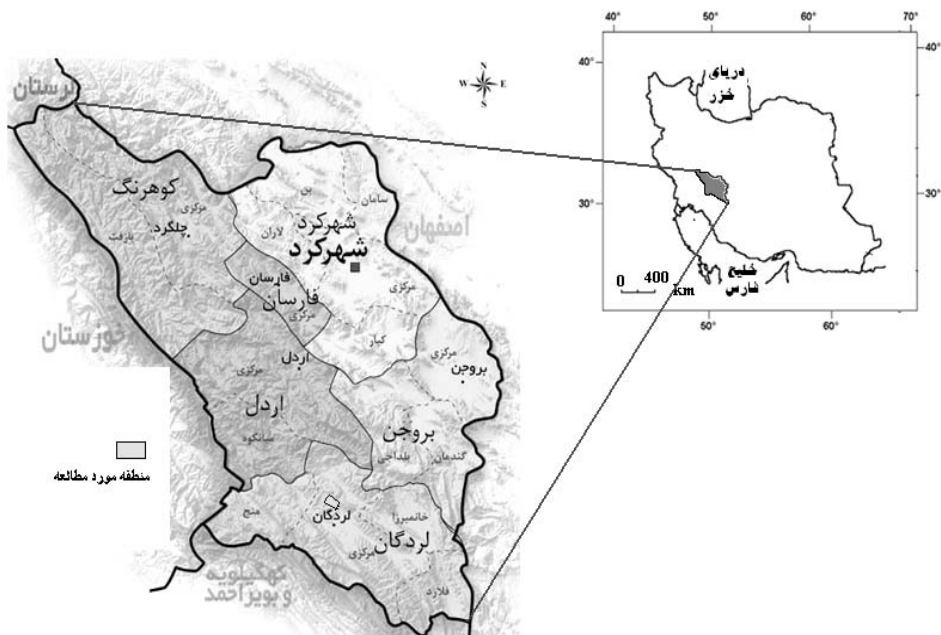 لرستان
N
W E
S
کوهرنگ
مرکزی
چلگرد
بازفت
بن
سامان
شهرکرد
لاران
شهرکرد
اصفهان
مرکزی
کیار
فارسان
فارسان
مرکزی
خوزستان
اردل
مرکزی
اردل
میانکوه
مرکزی
بروجن
بروجن
بلداجی
گندمان
منج
لردگان
خانمیرزا
لردگان
مرکزی
فلارد
کهگیلویه
و بویراحمد
منطقه مورد مطالعه
40° 50° 60° 70°
40° 40°
دریای
خزر
30° 30°
خلیج
فارس
0 400
km
50° 60°